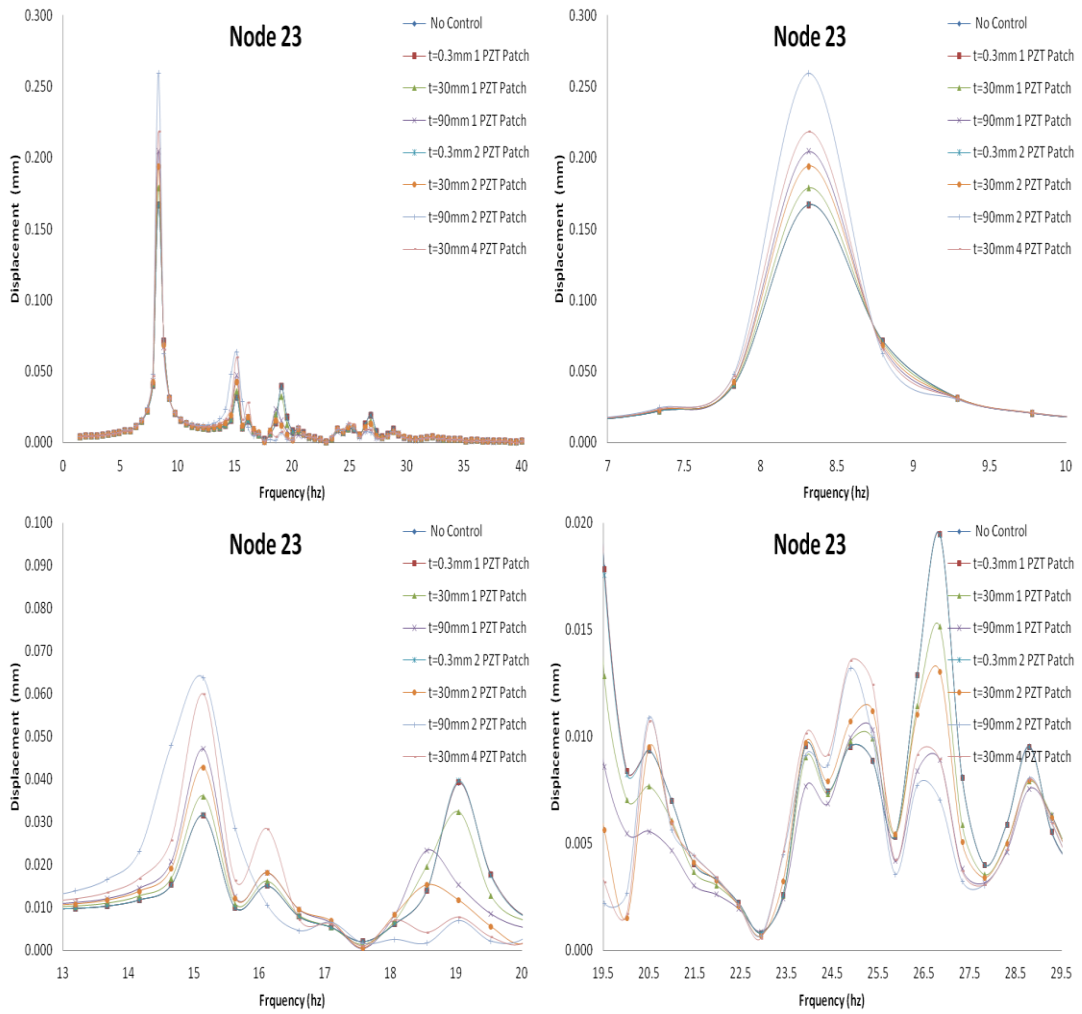 Node 23
0.300
0.250
0.200
0.150
0.100
0.050
0.000
Displacement (mm)
0 5 10 15 20 25 30 35 40
Frquency (hz)
No Control
t=0.3mm 1 PZT Patch
t=30mm 1 PZT Patch
t=90mm 1 PZT Patch
t=0.3mm 2 PZT Patch
t=30mm 2 PZT Patch
t=90mm 2 PZT Patch
t=30mm 4 PZT Patch
Node 23
0.300
0.250
0.200
0.150
0.100
0.050
0.000
Displacement (mm)
7 7.5 8 8.5 9 9.5 10
Frquency (hz)
No Control
t=0.3mm 1 PZT Patch
t=30mm 1 PZT Patch
t=90mm 1 PZT Patch
t=0.3mm 2 PZT Patch
t=30mm 2 PZT Patch
t=90mm 2 PZT Patch
t=30mm 4 PZT Patch
Node 23
0.100
0.090
0.080
0.070
0.060
0.050
0.040
0.030
0.020
0.010
0.000
Displacement (mm)
13 14 15 16 17 18 19 20
Frquency (hz)
No Control
t=0.3mm 1 PZT Patch
t=30mm 1 PZT Patch
t=90mm 1 PZT Patch
t=0.3mm 2 PZT Patch
t=30mm 2 PZT Patch
t=90mm 2 PZT Patch
t=30mm 4 PZT Patch
Node 23
0.020
0.015
0.010
0.005
0.000
Displacement (mm)
19.5 20.5 21.5 22.5 23.5 24.5 25.5 26.5 27.5 28.5 29.5
Frquency (hz)
No Control
t=0.3mm 1 PZT Patch
t=30mm 1 PZT Patch
t=90mm 1 PZT Patch
t=0.3mm 2 PZT Patch
t=30mm 2 PZT Patch
t=90mm 2 PZT Patch
t=30mm 4 PZT Patch